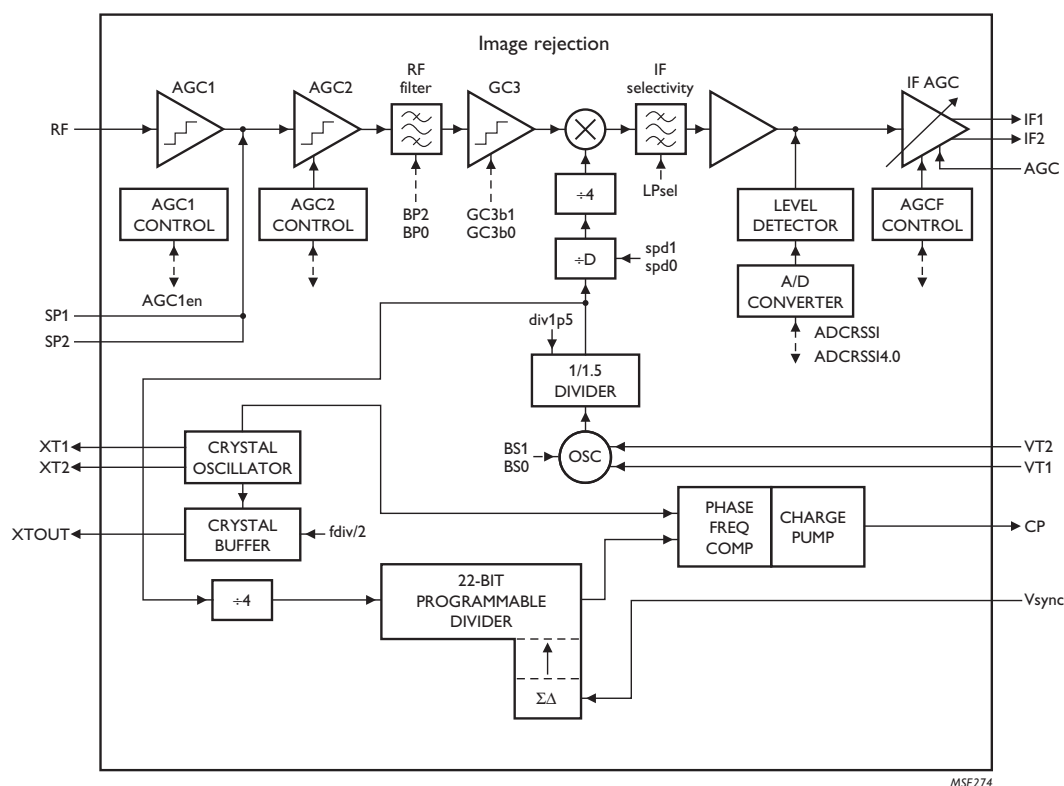 Image rejection
AGC1
AGC2
RF
filter
GC3
IF
selectivity
IF AGC
RF
IF1
IF2
AGC
AGC1
CONTROL
AGC2
CONTROL
BP2
BP0
GC3b1
GC3b0
÷4
LPsel
LEVEL
DETECTOR
AGCF
CONTROL
÷D
spd1
spd0
A/D
CONVERTER
AGC1en
SP1
SP2
div1p5
ADCRSSI
ADCRSSI4.0
1/1.5
DIVIDER
XT1
XT2
CRYSTAL
OSCILLATOR
BS1
BS0
OSC
VT2
VT1
XTOUT
CRYSTAL
BUFFER
fdiv/2
PHASE
FREQ
COMP
CHARGE
PUMP
CP
÷4
22-BIT
PROGRAMMABLE
DIVIDER
Vsync
ΣΔ
MSE274